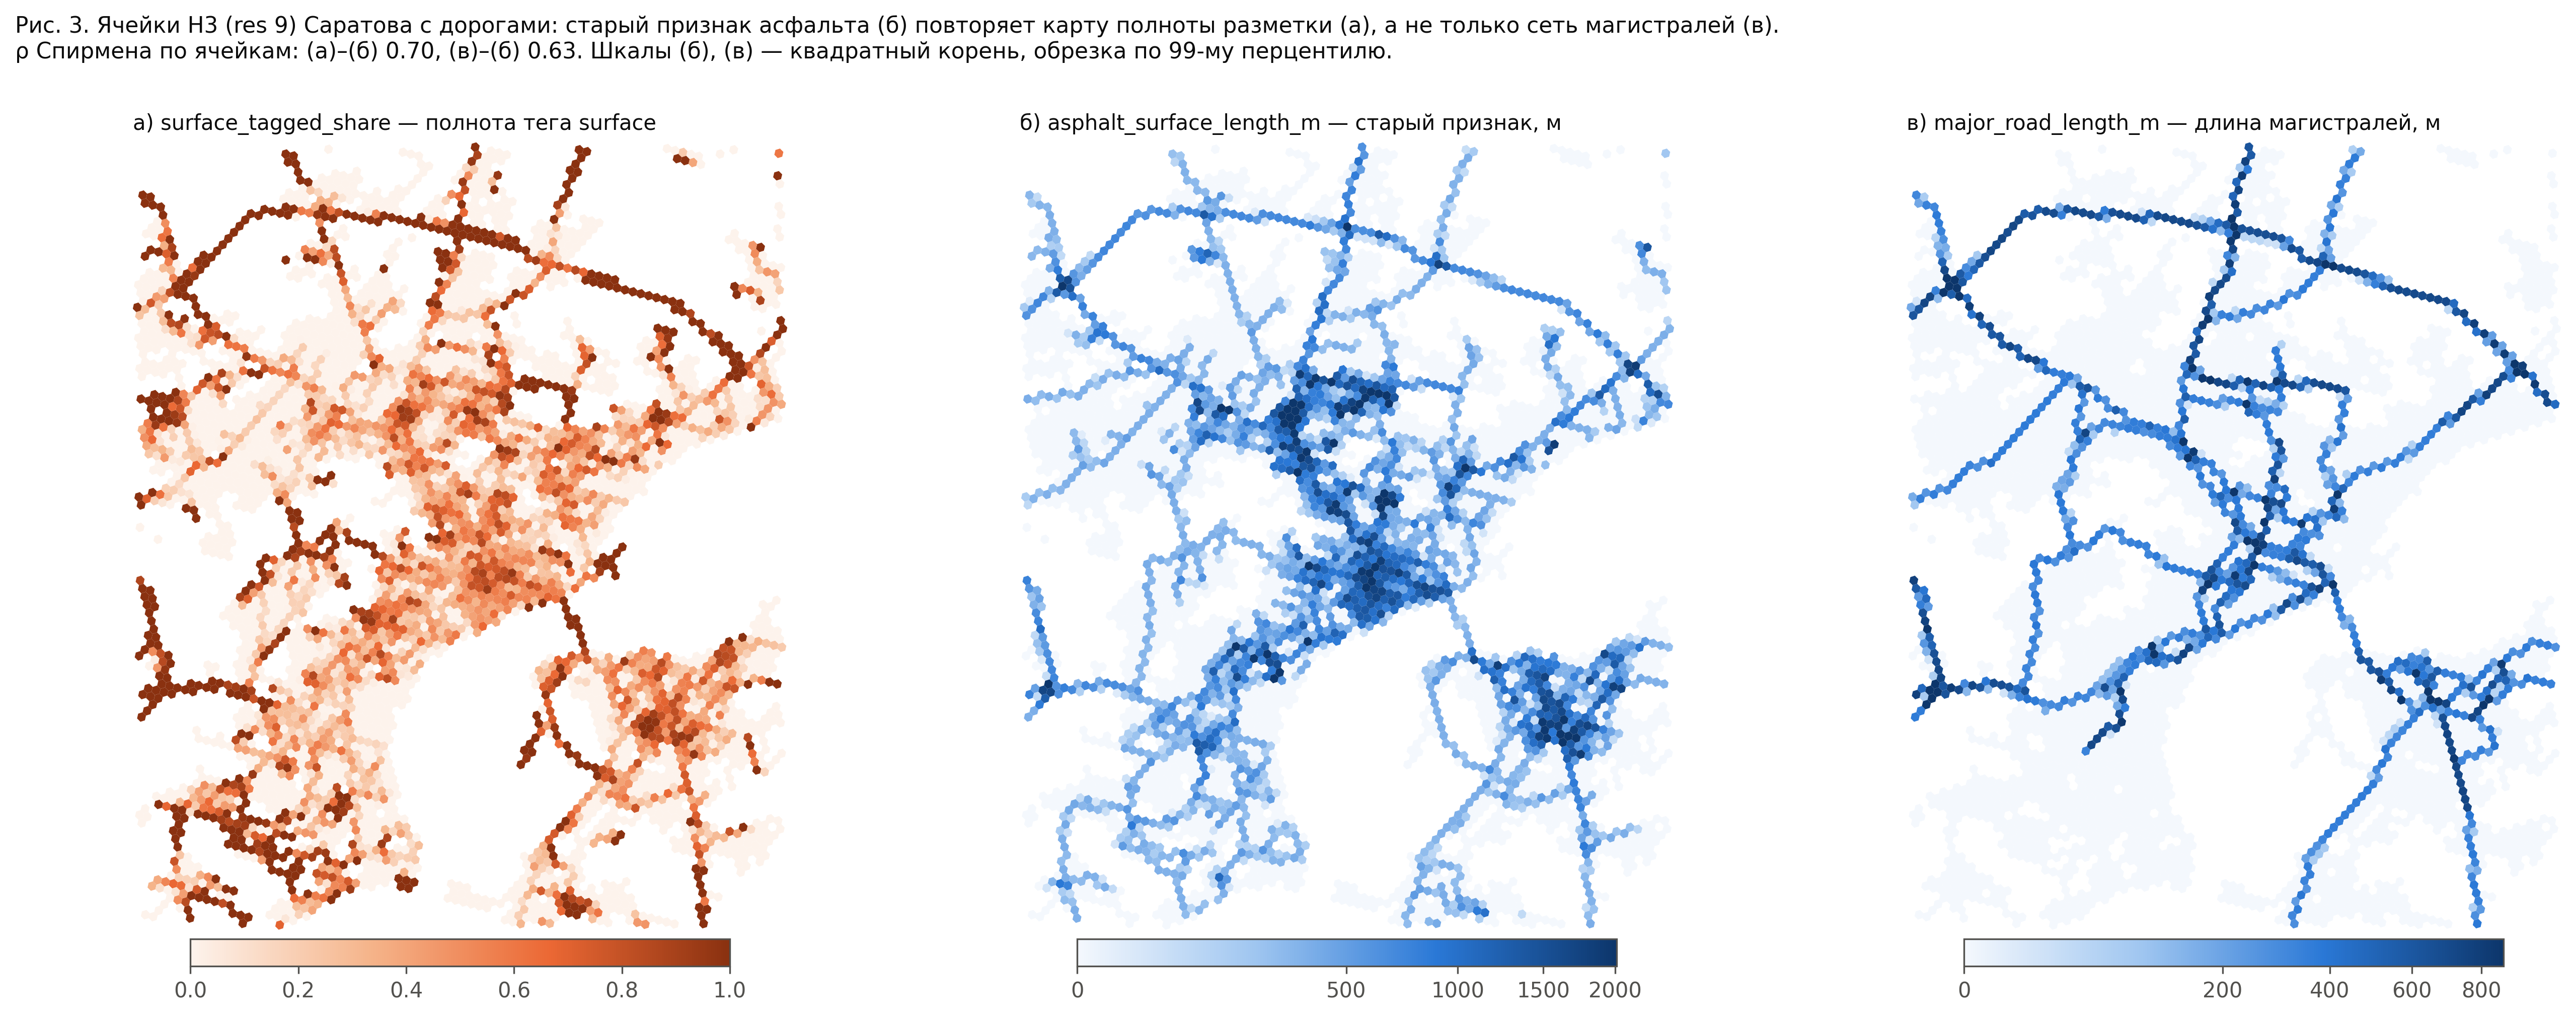 Рис. 3. Ячейки H3 (res 9) Саратова с дорогами: старый признак асфальта (б) повторяет карту полноты разметки (а), а не только сеть магистралей (в).
ρ Спирмена по ячейкам: (а)–(б) 0.70, (в)–(б) 0.63. Шкалы (б), (в) — квадратный корень, обрезка по 99-му перцентилю.
а) surface_tagged_share — полнота тега surface
б) asphalt_surface_length_m — старый признак, м
в) major_road_length_m — длина магистралей, м
0.0 0.2 0.4 0.6 0.8 1.0
0 500 1000 1500 2000
0 200 400 600 800